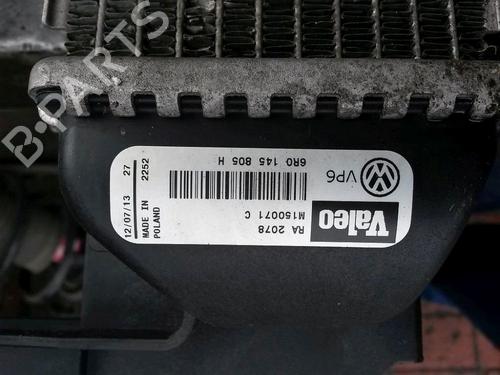 B-PARTS
VP6
6R0 145 805 H
Valeo
RA 2078
M150071 C
MADE IN
POLAND
2252
12/07/13 27